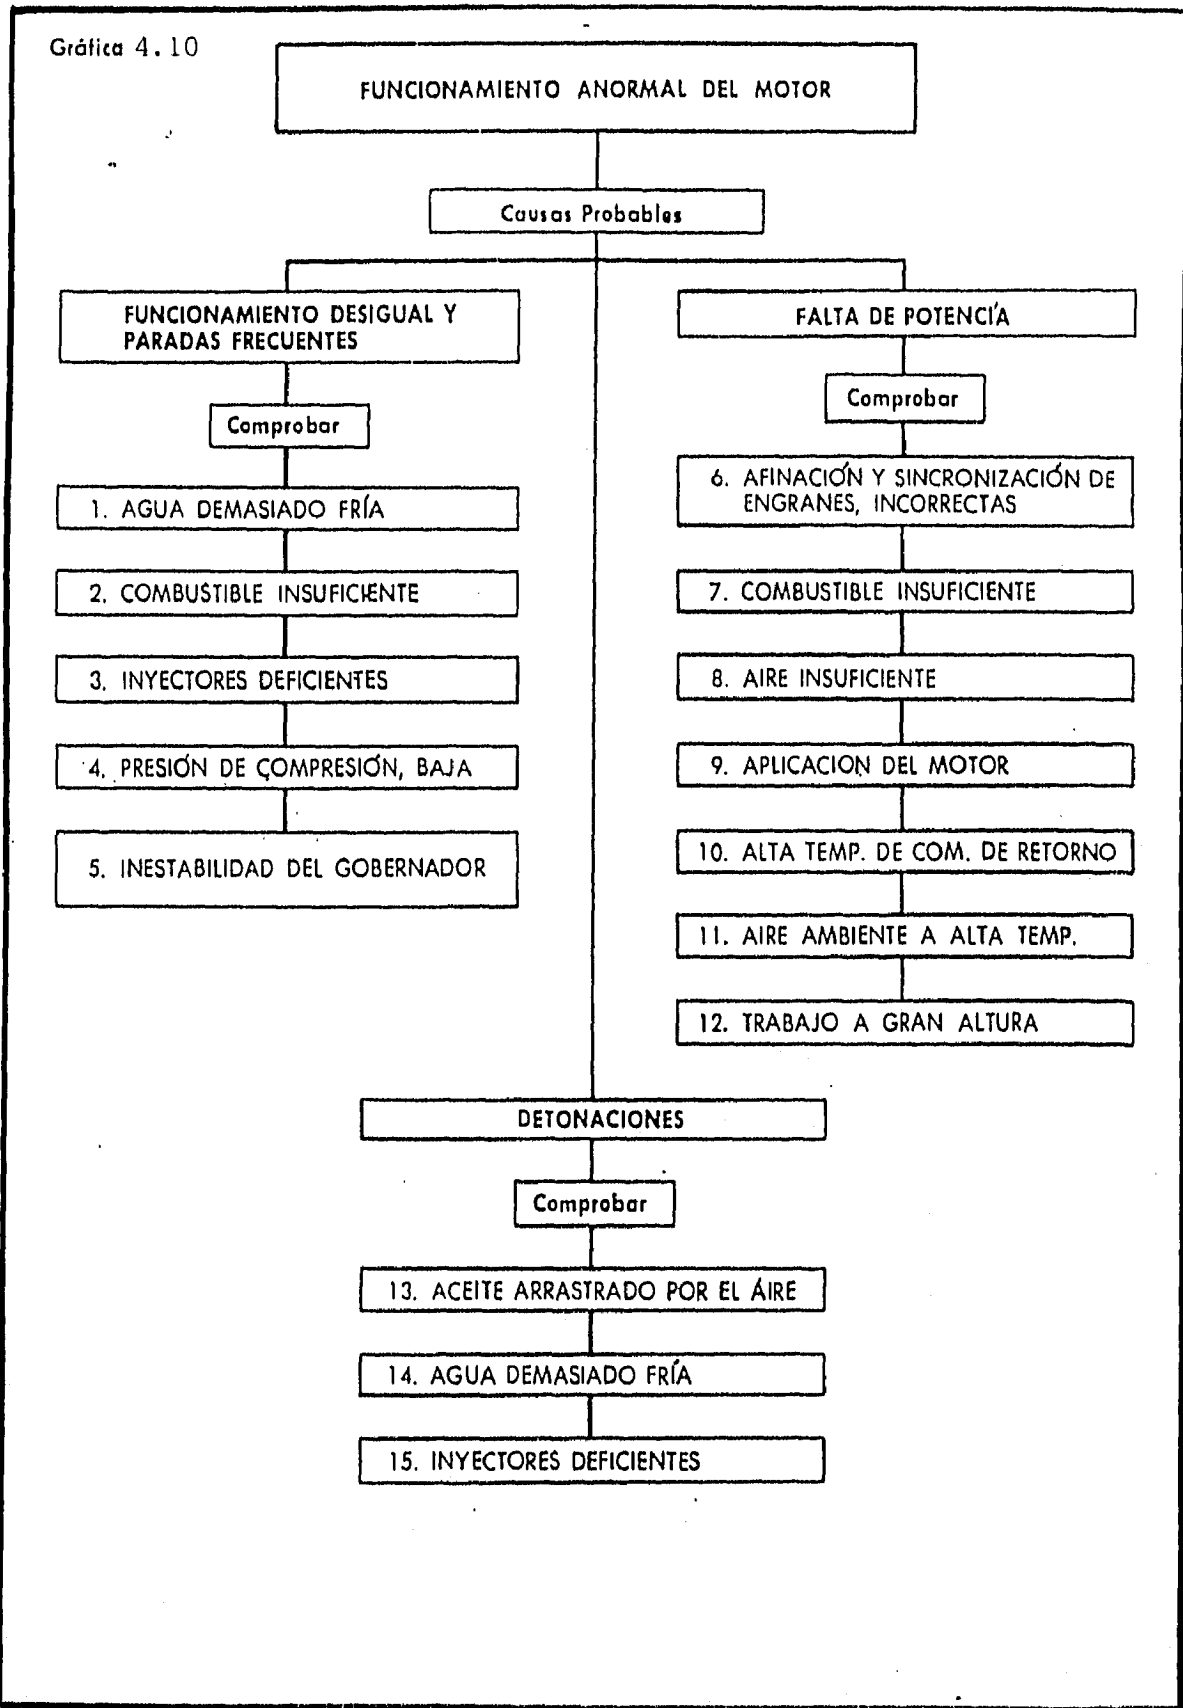 Gráfica 4.10
FUNCIONAMIENTO ANORMAL DEL MOTOR
Causas Probables
FUNCIONAMIENTO DESIGUAL Y
PARADAS FRECUENTES
Comprobar
1. AGUA DEMASIADO FRÍA
2. COMBUSTIBLE INSUFICIENTE
3. INYECTORES DEFICIENTES
4. PRESIÓN DE COMPRESIÓN, BAJA
5. INESTABILIDAD DEL GOBERNADOR
FALTA DE POTENCÍA
Comprobar
6. AFINACIÓN Y SINCRONIZACIÓN DE
ENGRANES, INCORRECTAS
7. COMBUSTIBLE INSUFICIENTE
8. AIRE INSUFICIENTE
9. APLICACION DEL MOTOR
10. ALTA TEMP. DE COM. DE RETORNO
11. AIRE AMBIENTE A ALTA TEMP.
12. TRABAJO A GRAN ALTURA
DETONACIONES
Comprobar
13. ACEITE ARRASTRADO POR EL ÁIRE
14. AGUA DEMASIADO FRÍA
15. INYECTORES DEFICIENTES